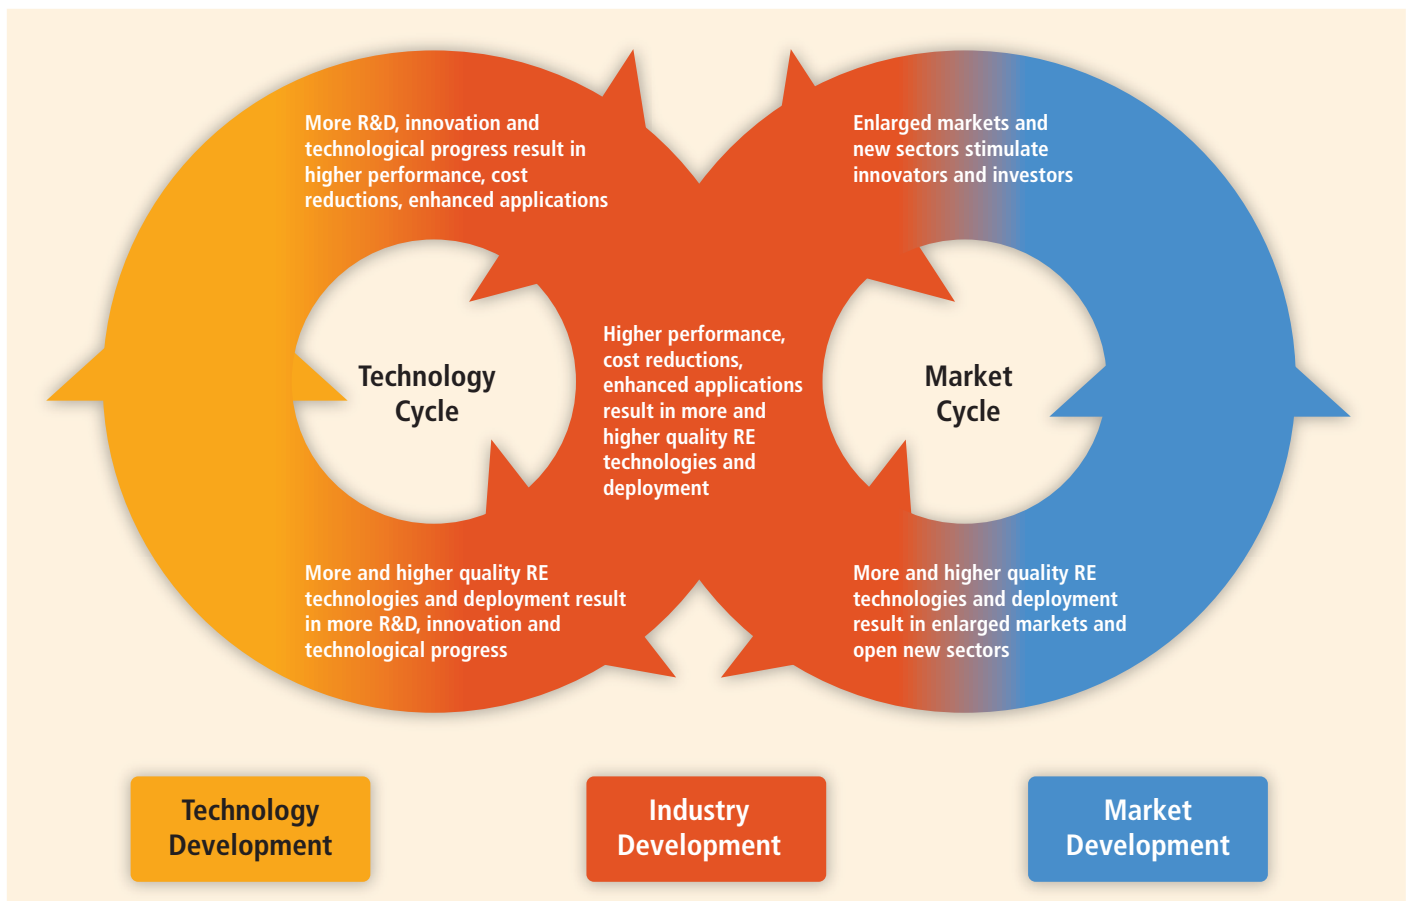 More R&D, innovation and
technological progress result in
higher performance, cost
reductions, enhanced applications
Enlarged markets and
new sectors stimulate
innovators and investors
Technology
Cycle
Higher performance,
cost reductions,
enhanced applications
result in more and
higher quality RE
technologies and
deployment
Market
Cycle
More and higher quality RE
technologies and deployment result
in more R&D, innovation and
technological progress
More and higher quality RE
technologies and deployment
result in enlarged markets and
open new sectors
Technology
Development
Industry
Development
Market
Development